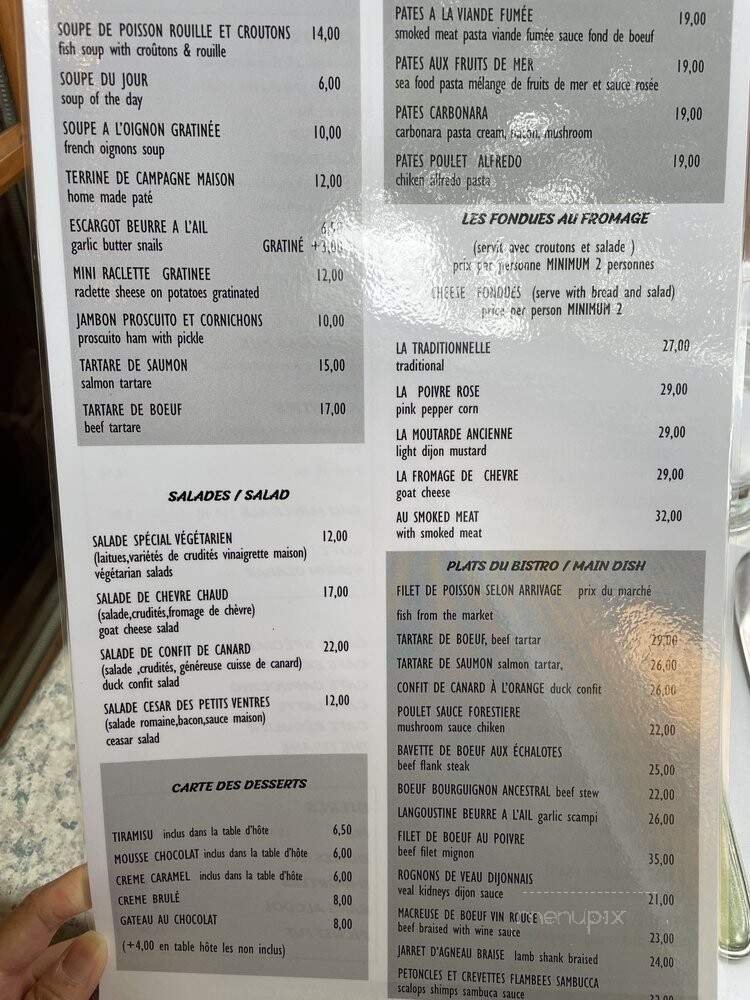 SOUPE DE POISSON ROUILLE ET CROUTONS 14,00
fish soup with croûtons & rouille
SOUPE DU JOUR 6,00
soup of the day
SOUPE A L'OIGNON GRATINÉE 10,00
french oignons soup
TERRINE DE CAMPAGNE MAISON 12,00
home made paté
ESCARGOT BEURRE A L'AIL 6,50
garlic butter snails GRATINÉ +3,00
MINI RACLETTE GRATINEE 12,00
raclette sheese on potatoes gratinated
JAMBON PROSCUITO ET CORNICHONS 10,00
proscuito ham with pickle
TARTARE DE SAUMON 15,00
salmon tartare
TARTARE DE BOEUF 17,00
beef tartare
SALADES / SALAD
SALADE SPÉCIAL VÉGÉTARIEN 12,00
(laitues,variétés de crudités vinaigrette maison)
végétarian salads
SALADE DE CHEVRE CHAUD 17,00
(salade,crudités,fromage de chèvre)
goat cheese salad
SALADE DE CONFIT DE CANARD 22,00
(salade ,crudités, généreuse cuisse de canard)
duck confit salad
SALADE CESAR DES PETITS VENTRES 12,00
(salade romaine,bacon,sauce maison)
ceasar salad
CARTE DES DESSERTS
TIRAMISU inclus dans la table d'hôte 6,50
MOUSSE CHOCOLAT inclus dans la table d'hôte 6,00
CREME CARAMEL inclus dans la table d'hôte 6,00
CREME BRULÉ 8,00
GATEAU AU CHOCOLAT 8,00
(+4,00 en table hôte les non inclus)
PATES A LA VIANDE FUMÉE 19,00
smoked meat pasta viande fumée sauce fond de boeuf
PATES AUX FRUITS DE MER 19,00
sea food pasta mélange de fruits de mer et sauce rosée
PATES CARBONARA 19,00
carbonara pasta cream, bacon, mushroom
PATES POULET ALFREDO 19,00
chiken alfredo pasta
LES FONDUES AU FROMAGE
(servit avec croutons et salade )
prix par personne MINIMUM 2 personnes
CHEESE FONDUES (serve with bread and salad)
price per person MINIMUM 2
LA TRADITIONNELLE 27,00
traditional
LA POIVRE ROSE 29,00
pink pepper corn
LA MOUTARDE ANCIENNE 29,00
light dijon mustard
LA FROMAGE DE CHEVRE 29,00
goat cheese
AU SMOKED MEAT 32,00
with smoked meat
PLATS DU BISTRO / MAIN DISH
FILET DE POISSON SELON ARRIVAGE prix du marché
fish from the market
TARTARE DE BOEUF, beef tartar 29,00
TARTARE DE SAUMON salmon tartar, 26,00
CONFIT DE CANARD À L'ORANGE duck confit 26,00
POULET SAUCE FORESTIERE
mushroom sauce chiken 22,00
BAVETTE DE BOEUF AUX ÉCHALOTES
beef flank steak 25,00
BOEUF BOURGUIGNON ANCESTRAL beef stew 22,00
LANGOUSTINE BEURRE A L'AIL garlic scampi 26,00
FILET DE BOEUF AU POIVRE
beef filet mignon 35,00
ROGNONS DE VEAU DIJONNAIS
veal kidneys dijon sauce 21,00
MACREUSE DE BOEUF VIN ROUGE
beef braised with wine sauce 23,00
JARRET D'AGNEAU BRAISE lamb shank braised 24,00
PETONCLES ET CREVETTES FLAMBEES SAMBUCCA
scalops shimps sambuca sauce
menupix